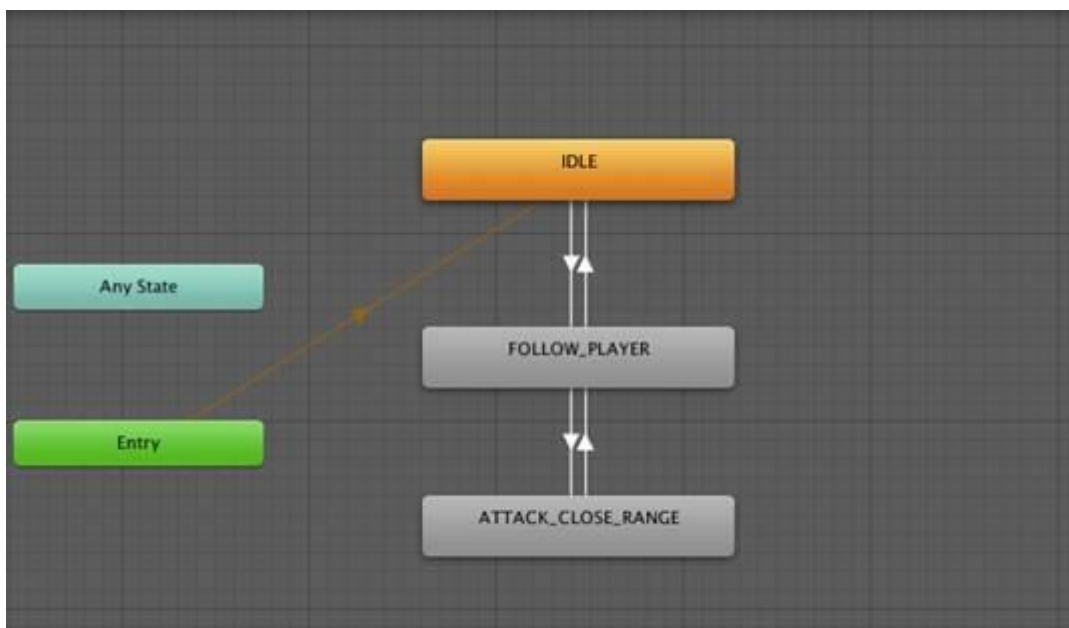 IDLE
Any State
FOLLOW_PLAYER
Entry
ATTACK_CLOSE_RANGE